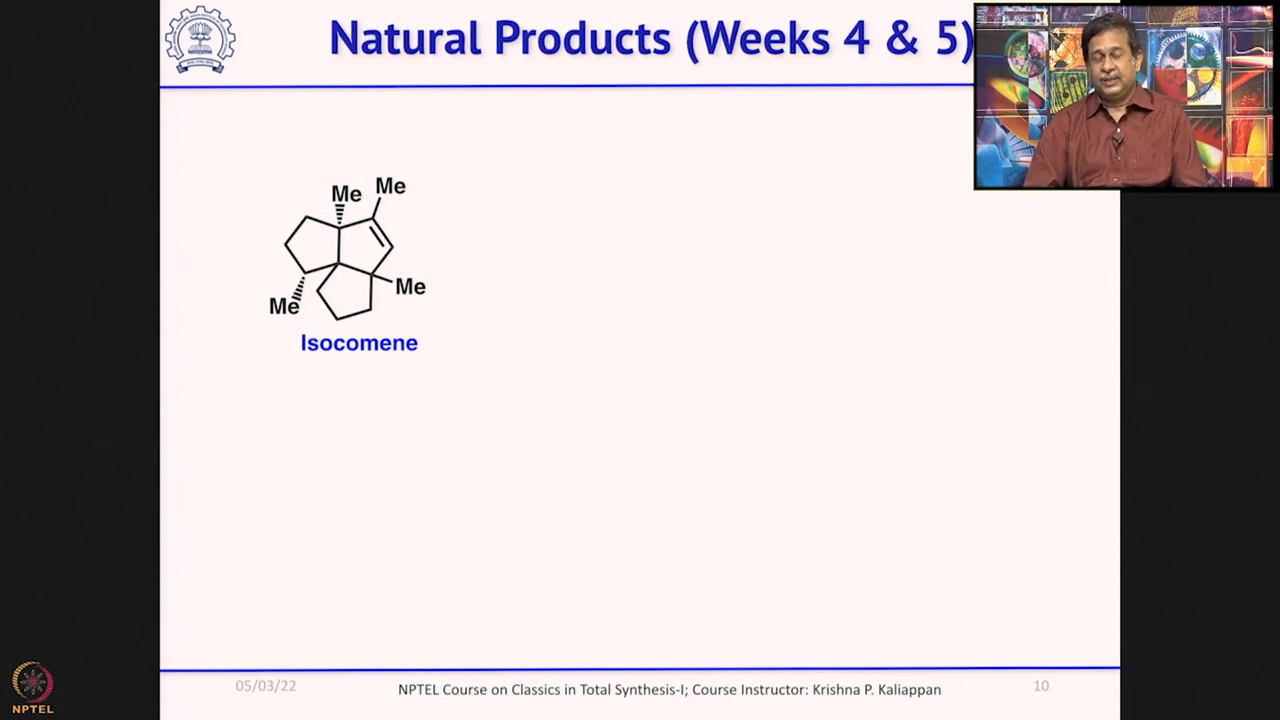 Natural Products (Weeks 4 & 5)
Me Me
Me
Me
Isocomene
05/03/22
NPTEL Course on Classics in Total Synthesis-I; Course Instructor: Krishna P. Kaliappan
10
NPTEL